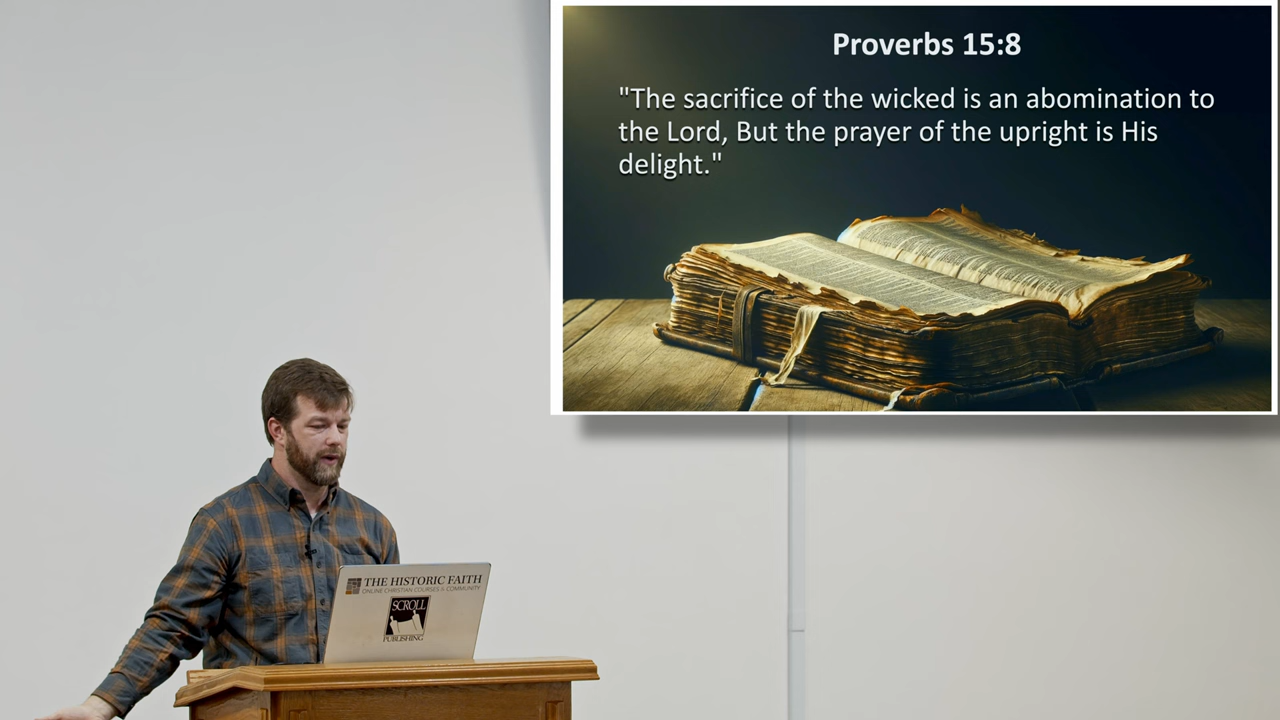 Proverbs 15:8
"The sacrifice of the wicked is an abomination to
the Lord, But the prayer of the upright is His
delight."
THE HISTORIC FAITH
ONLINE CHRISTIAN COURSES & COMMUNITY
SCROLL
PUBLISHING